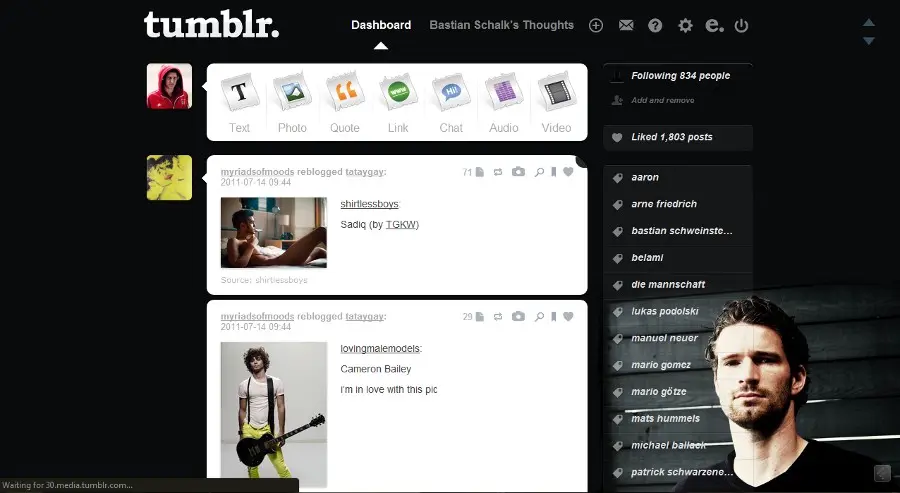 tumblr.
Dashboard
Bastian Schalk's Thoughts
Text
Photo
Quote
Link
Chat
Audio
Video
T
WWW
Hi!
myriadsofmoods reblogged tataygay:
2011-07-14 09:44
71
shirtlessboys:
Sadiq (by TGKW)
Source: shirtlessboys
myriadsofmoods reblogged tataygay:
2011-07-14 09:44
29
lovingmalemodels:
Cameron Bailey
i'm in love with this pic
Following 834 people
Add and remove
Liked 1,803 posts
aaron
arne friedrich
bastian schweinste...
belami
die mannschaft
lukas podolski
manuel neuer
mario gomez
mario götze
mats hummels
michael ballack
patrick schwarzene...
Waiting for 30.media.tumblr.com...